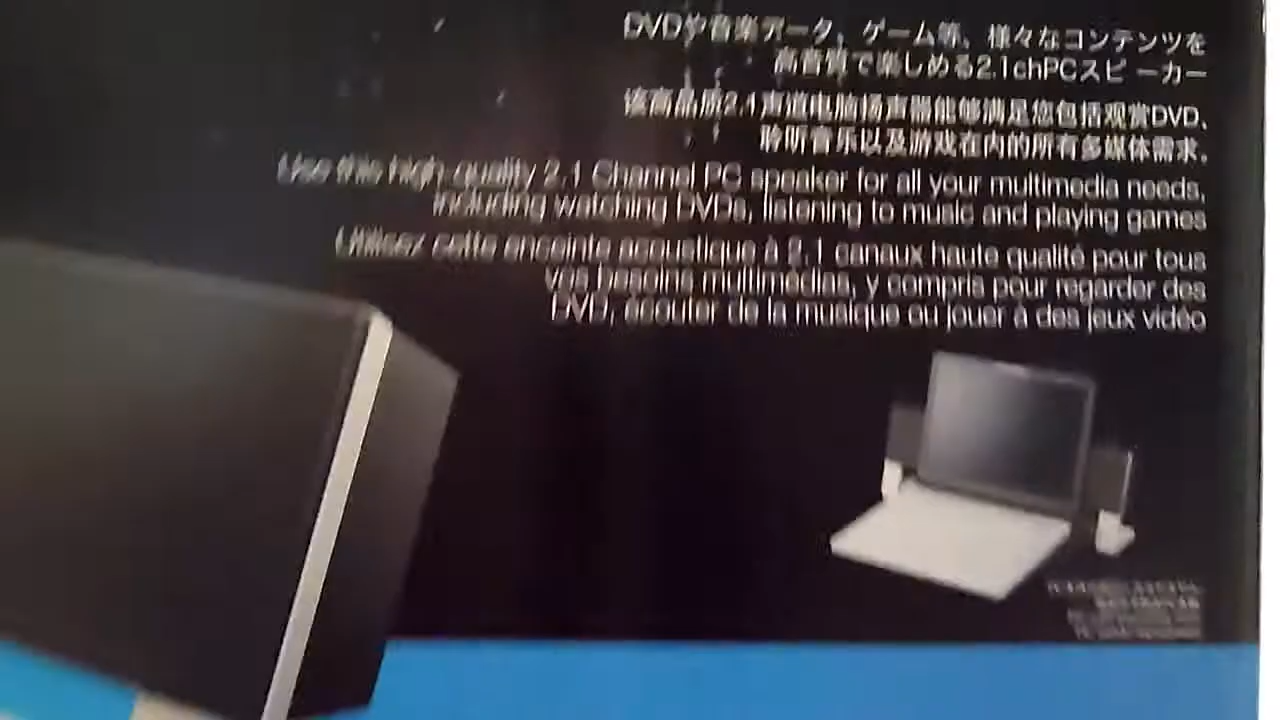 DVDや音楽データ、ゲーム等、様々なコンテンツを
高音質で楽しめる2.1chPCスピーカー
该高品质2.1声道电脑扬声器能够满足您包括观赏DVD、
聆听音乐以及游戏在内的所有多媒体需求。
Use this high-quality 2.1 Channel PC speaker for all your multimedia needs,
including watching DVDs, listening to music and playing games
Utilisez cette enceinte acoustique à 2.1 canaux haute qualité pour tous
vos besoins multimédias, y compris pour regarder des
DVD, écouter de la musique ou jouer à des jeux vidéo